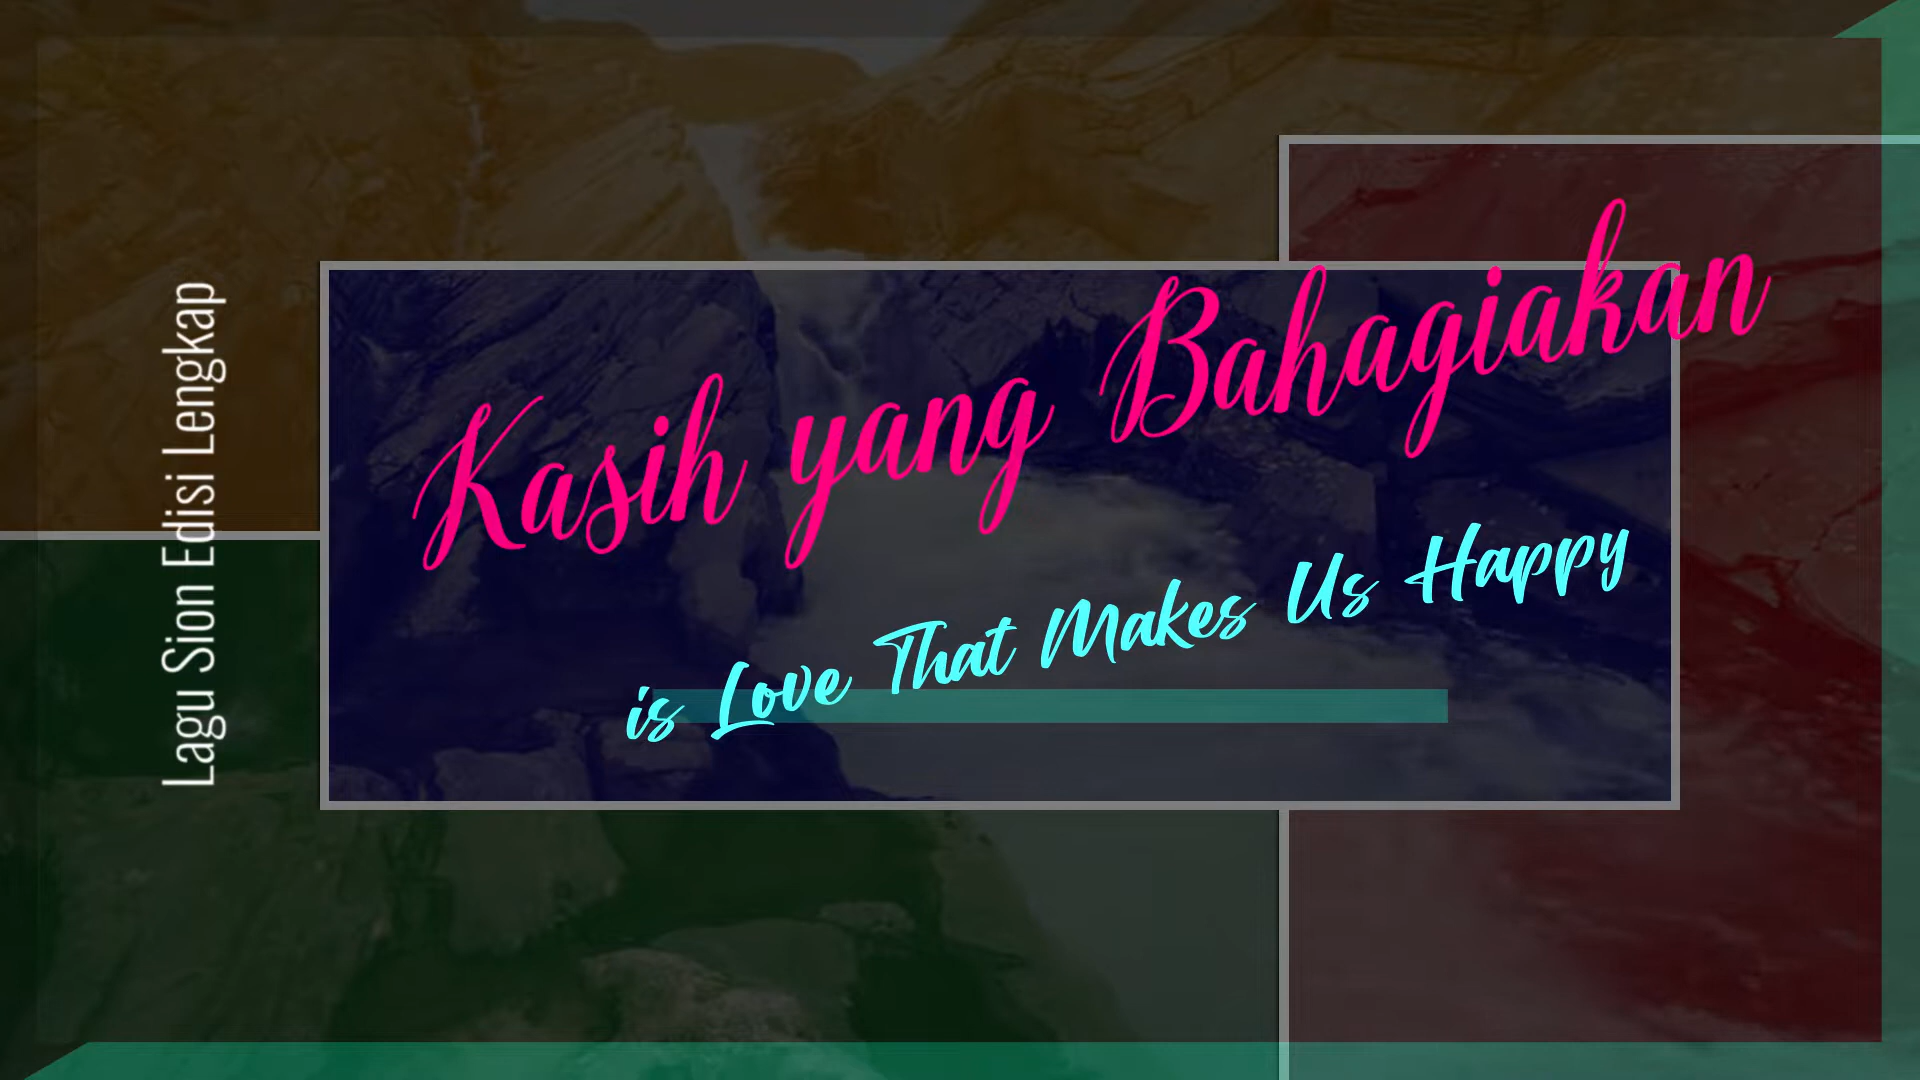 Lagu Sion Edisi Lengkap
Kasih yang Bahagiakan
is Love That Makes Us Happy